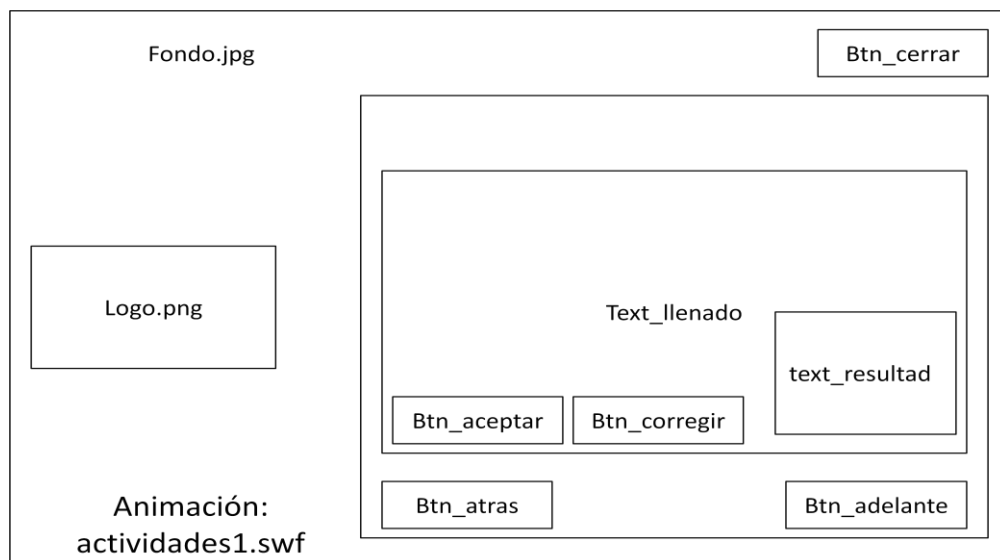 Fondo.jpg
Btn_cerrar
Logo.png
Text_llenado
text_resultad
Btn_aceptar
Btn_corregir
Btn_atras
Btn_adelante
Animación:
actividades1.swf